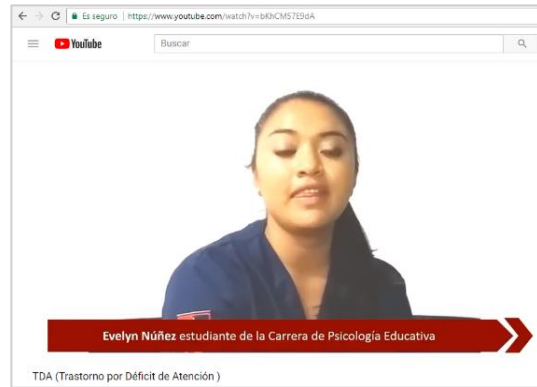 Es seguro | https://www.youtube.com/watch?v=bKhCMS7E9dA
YouTube
Buscar
Evelyn Núñez estudiante de la Carrera de Psicología Educativa
TDA (Trastorno por Déficit de Atención )